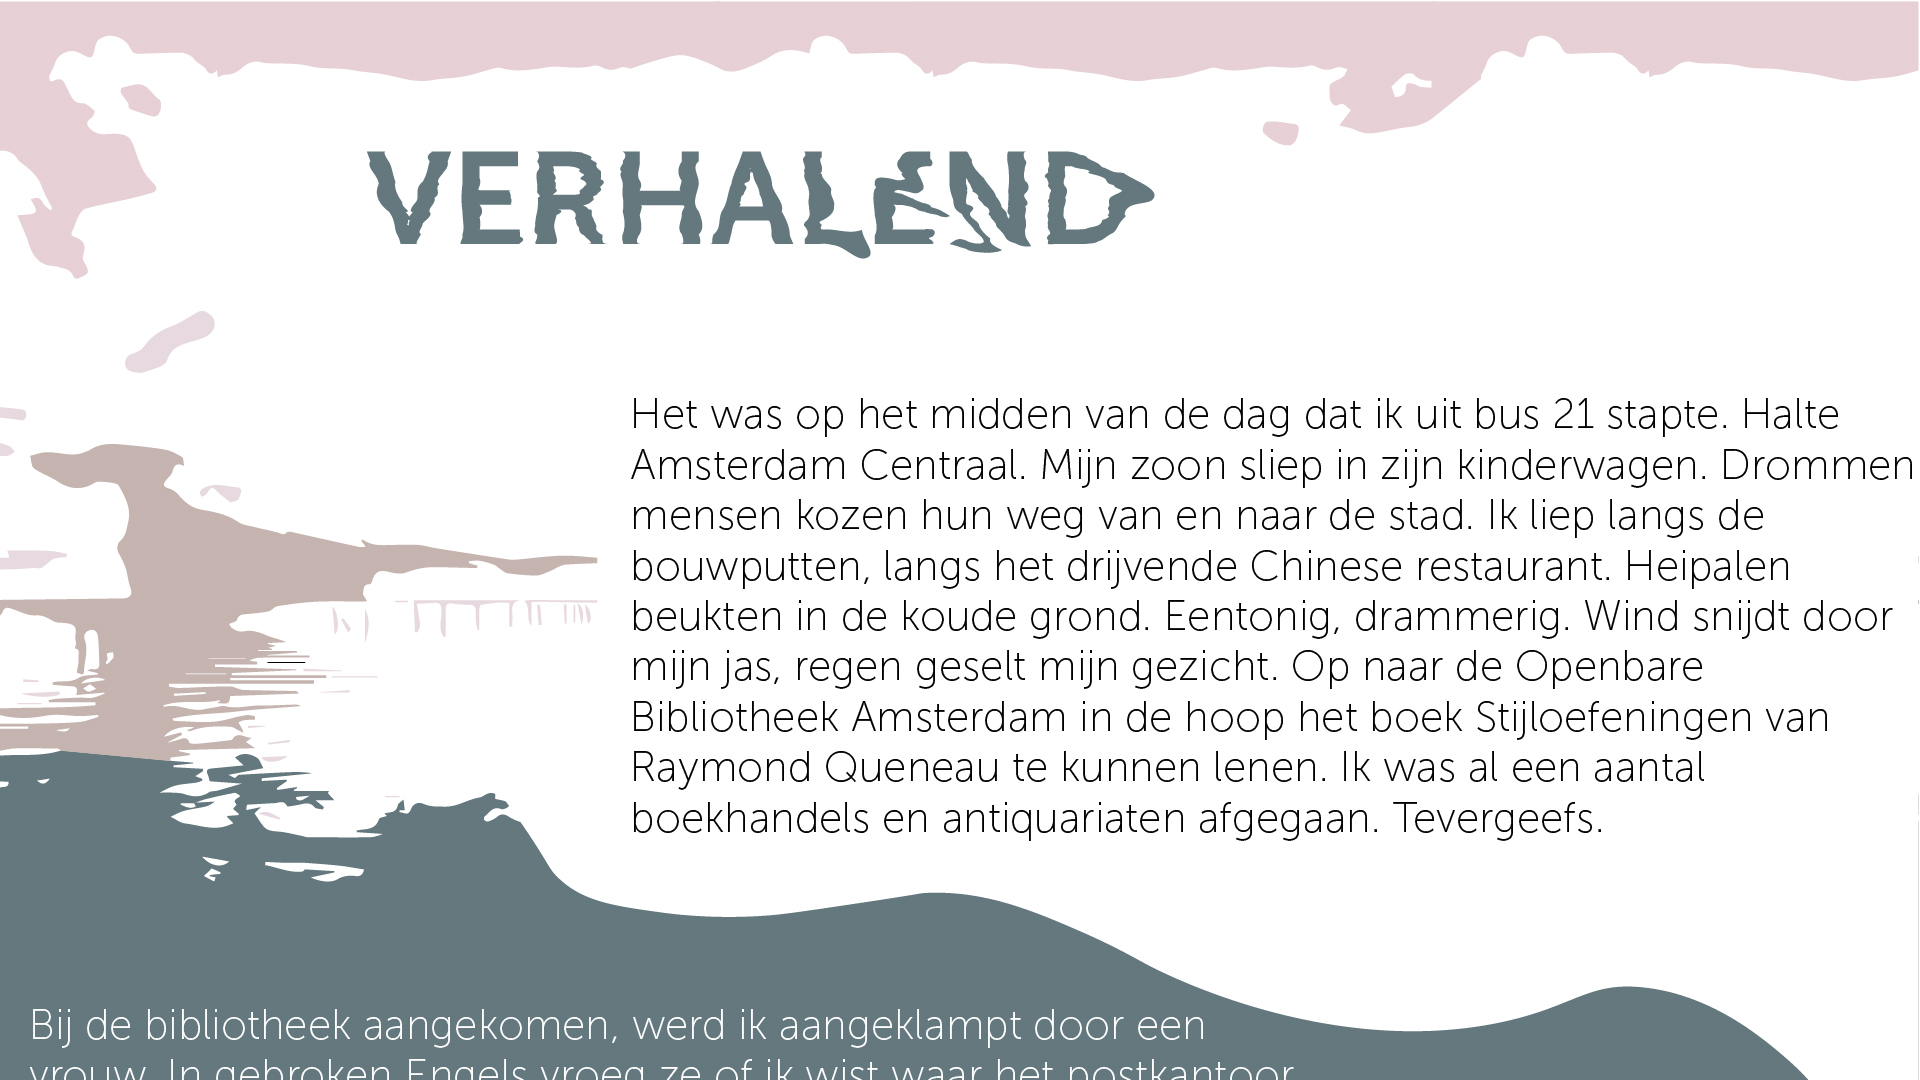 VERHALEND
Het was op het midden van de dag dat ik uit bus 21 stapte. Halte
Amsterdam Centraal. Mijn zoon sliep in zijn kinderwagen. Drommen
mensen kozen hun weg van en naar de stad. Ik liep langs de
bouwputten, langs het drijvende Chinese restaurant. Heipalen
beukten in de koude grond. Eentonig, drammerig. Wind snijdt door
mijn jas, regen geselt mijn gezicht. Op naar de Openbare
Bibliotheek Amsterdam in de hoop het boek Stijloefeningen van
Raymond Queneau te kunnen lenen. Ik was al een aantal
boekhandels en antiquariaten afgegaan. Tevergeefs.
Bij de bibliotheek aangekomen, werd ik aangeklampt door een
vrouw. In gebroken Engels vroeg ze of ik wist waar het postkantoor